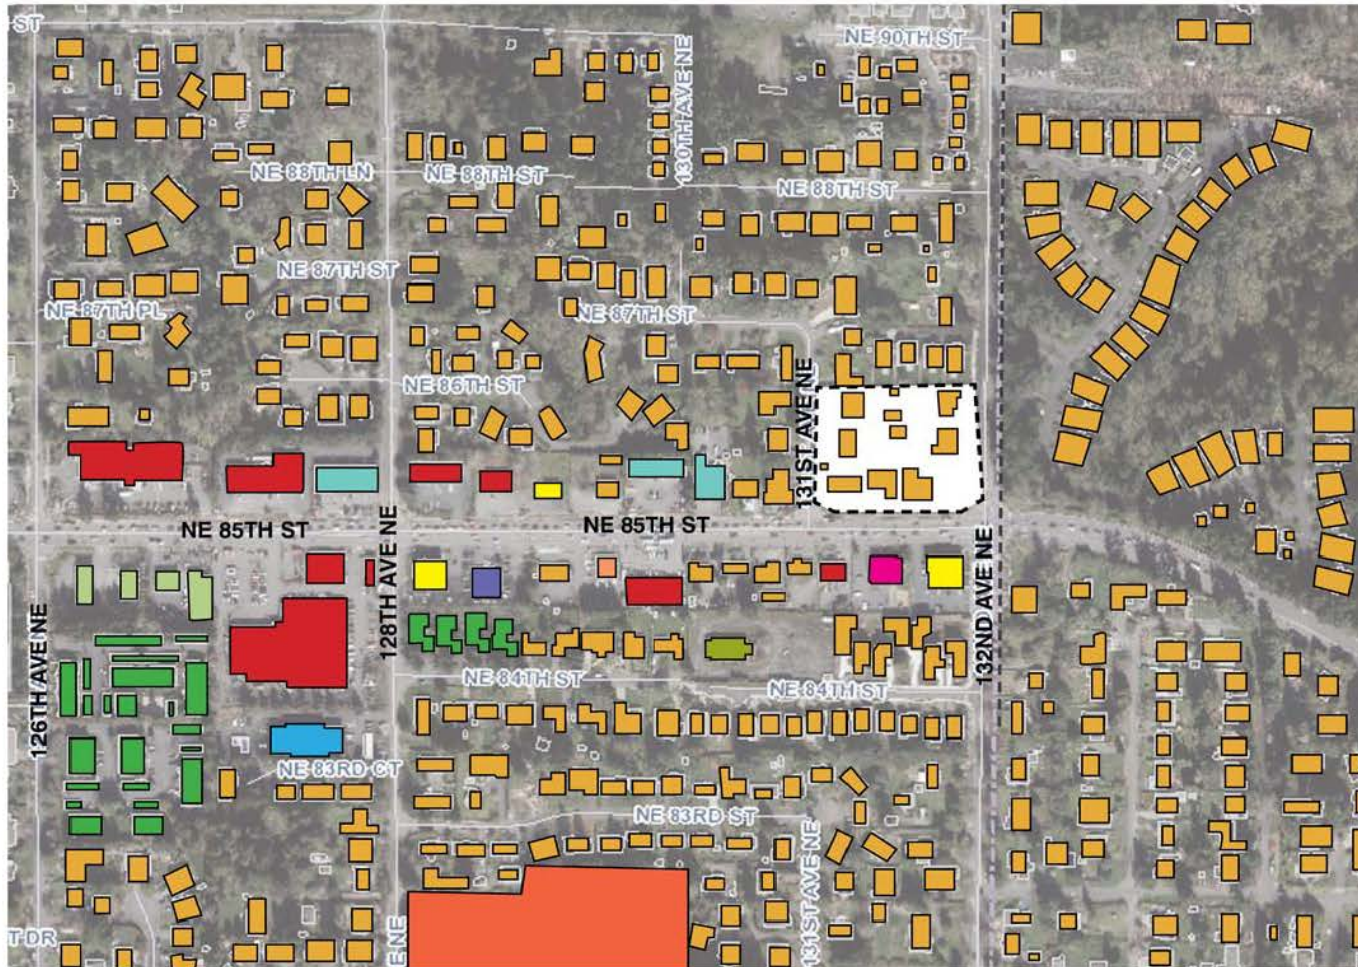 ST
NE 90TH ST
130TH AVE NE
NE 88TH LN
NE 88TH ST
NE 88TH ST
NE 87TH ST
NE 87TH PL
NE 87TH ST
NE 86TH ST
131ST AVE NE
NE 85TH ST
NE 85TH ST
128TH AVE NE
126TH AVE NE
132ND AVE NE
NE 84TH ST
NE 84TH ST
NE 83RD CT
NE 83RD ST
131ST AVE NE
E NE
T DR